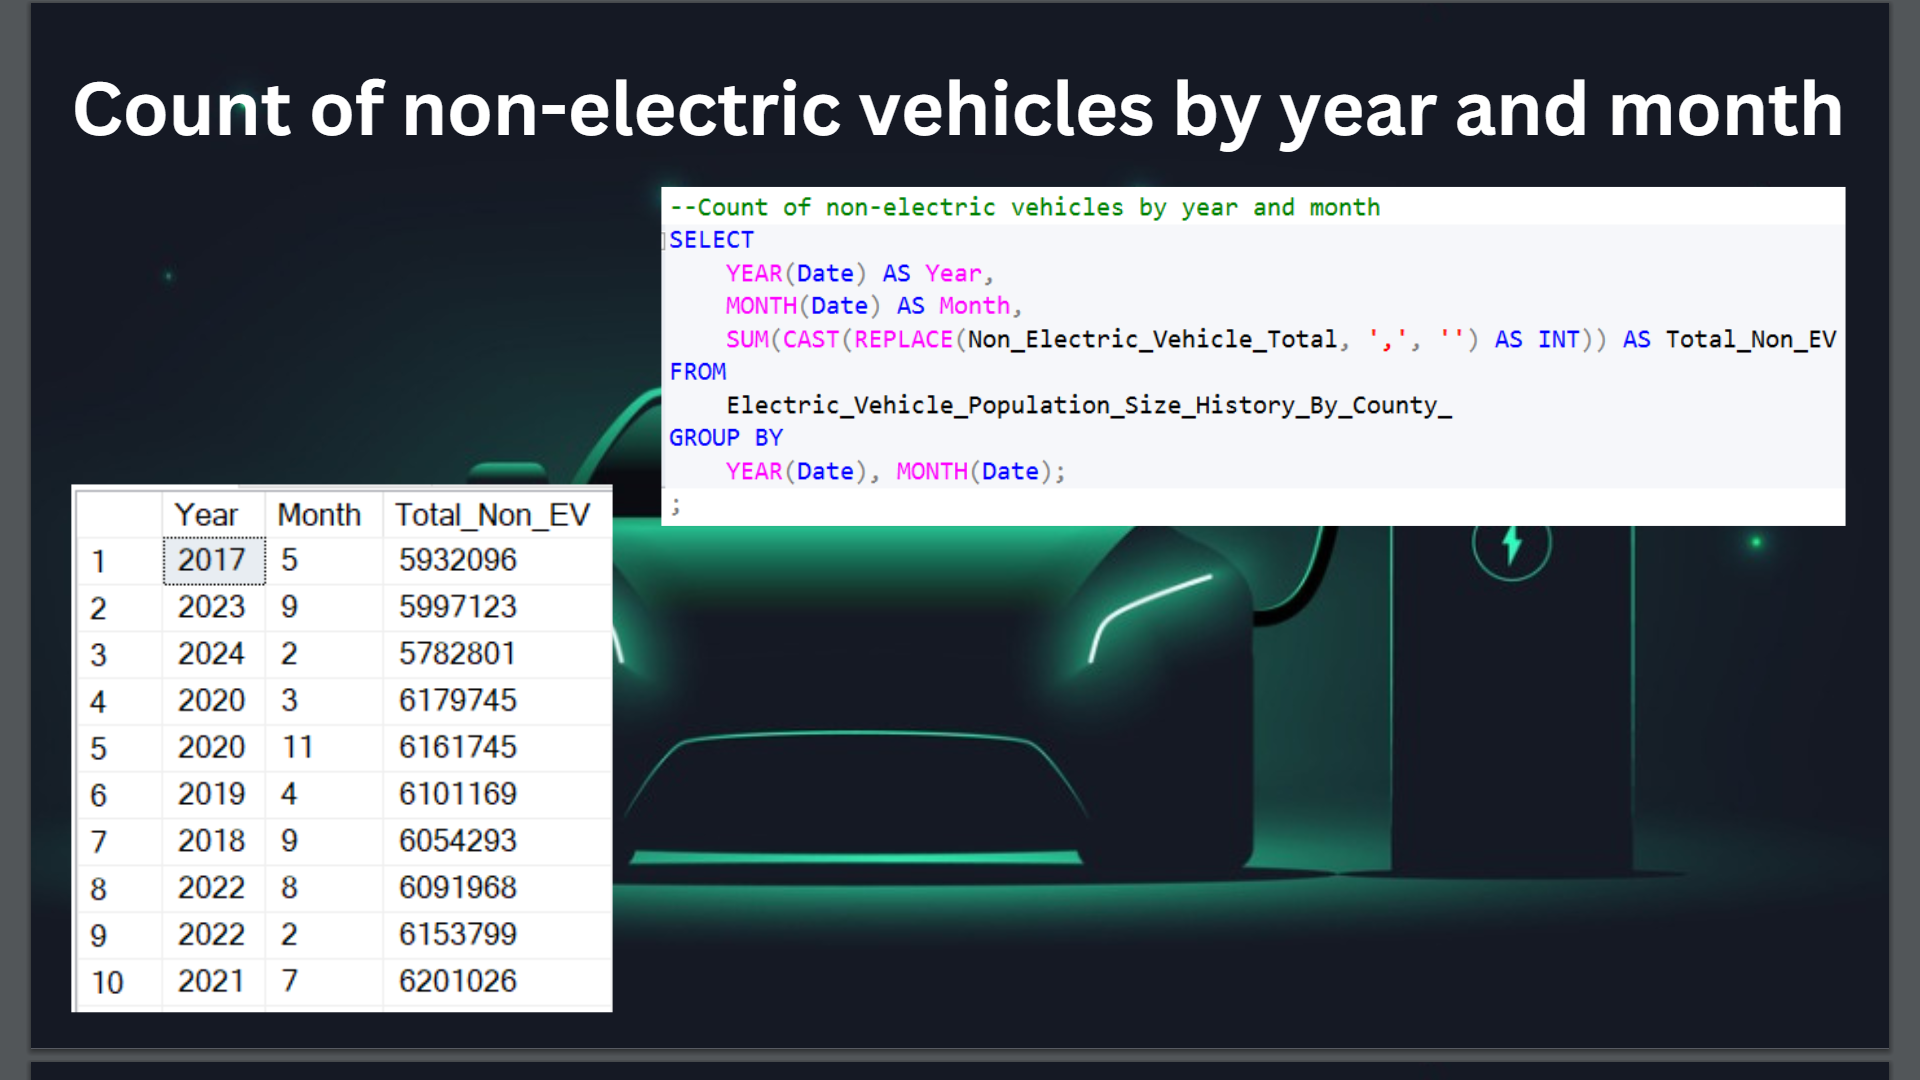 Count of non-electric vehicles by year and month
--Count of non-electric vehicles by year and month
SELECT
YEAR(Date) AS Year,
MONTH(Date) AS Month,
SUM(CAST(REPLACE(Non_Electric_Vehicle_Total, ',', '') AS INT)) AS Total_Non_EV
FROM
Electric_Vehicle_Population_Size_History_By_County_
GROUP BY
YEAR(Date), MONTH(Date);
;
Year Month Total_Non_EV
1 2017 5 5932096
2 2023 9 5997123
3 2024 2 5782801
4 2020 3 6179745
5 2020 11 6161745
6 2019 4 6101169
7 2018 9 6054293
8 2022 8 6091968
9 2022 2 6153799
10 2021 7 6201026